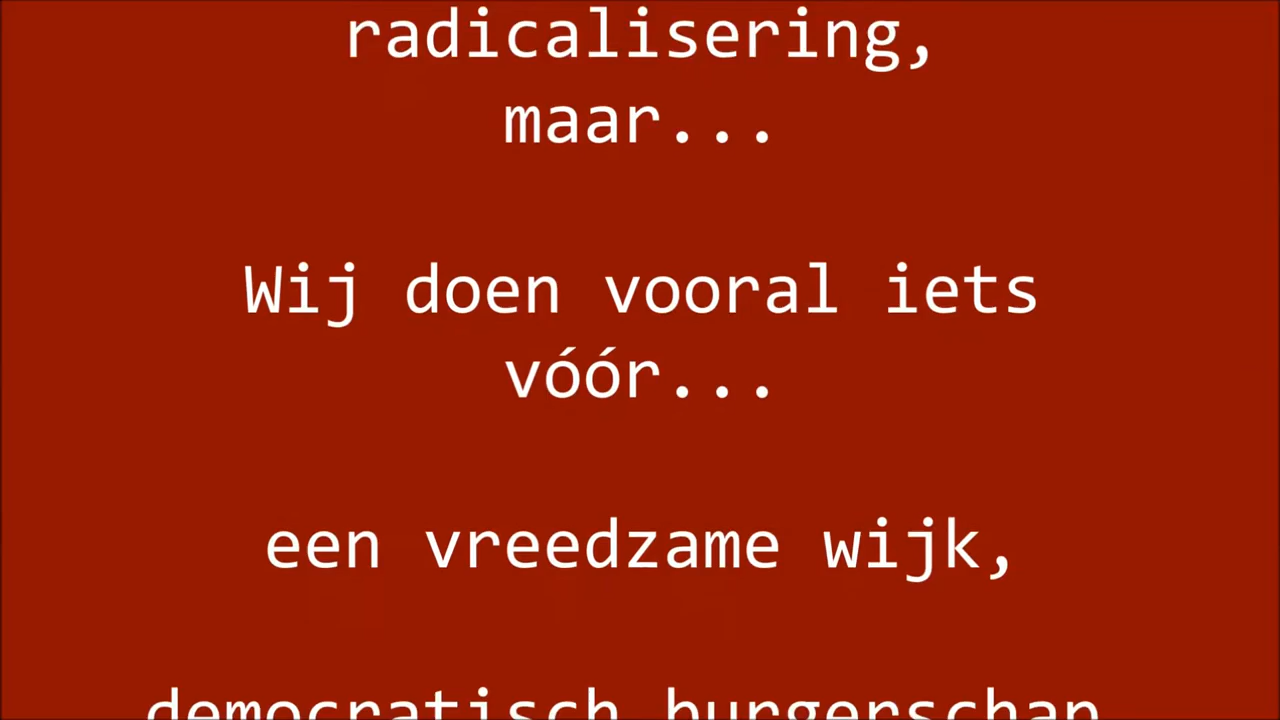 radicalisering,
maar...
Wij doen vooral iets
vóór...
een vreedzame wijk,
democratisch burgerschap